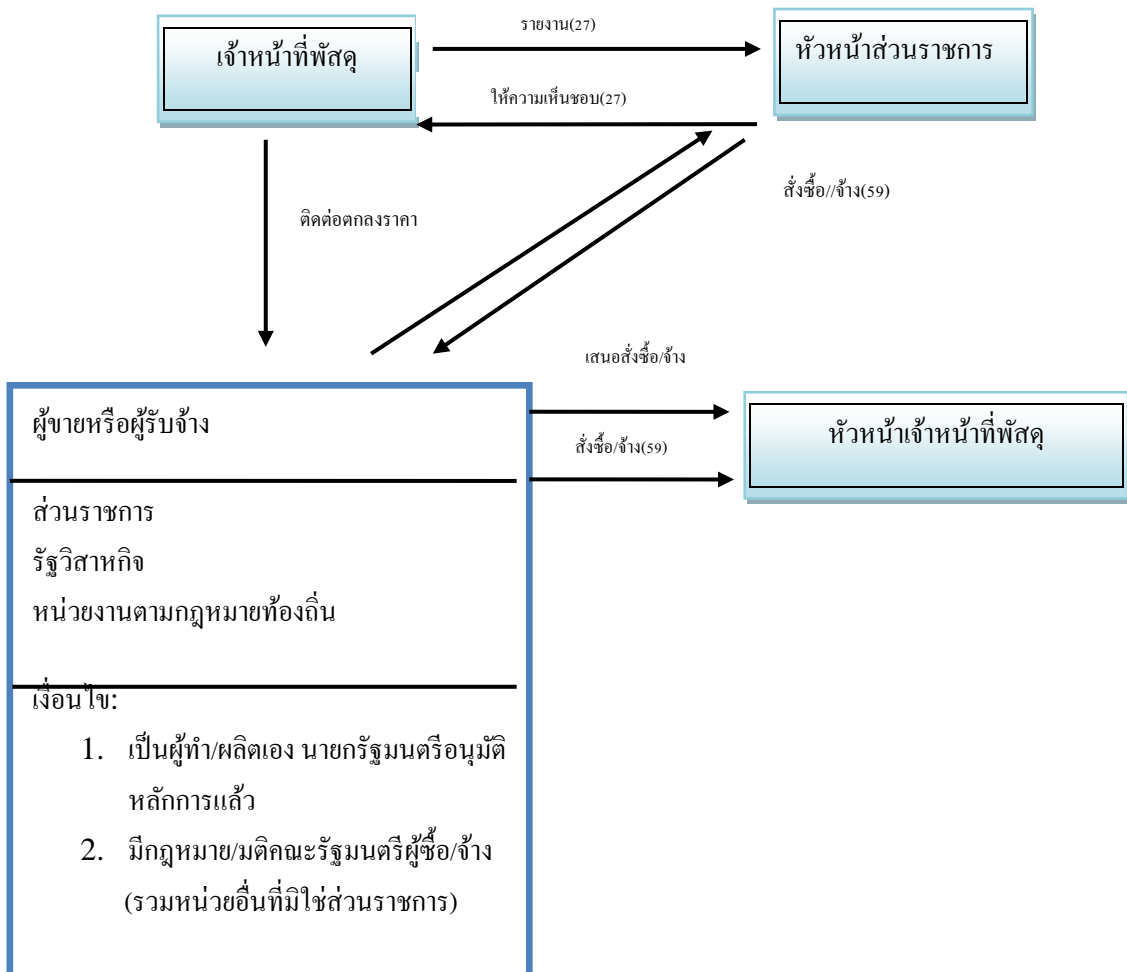 รายงาน(27)
เจ้าหน้าที่พัสดุ
หัวหน้าส่วนราชการ
ให้ความเห็นชอบ(27)
สั่งซื้อ//จ้าง(59)
ติดต่อตกลงราคา
เสนอสั่งซื้อ/จ้าง
ผู้ขายหรือผู้รับจ้าง
หัวหน้าเจ้าหน้าที่พัสดุ
สั่งซื้อ/จ้าง(59)
ส่วนราชการ
รัฐวิสาหกิจ
หน่วยงานตามกฎหมายท้องถิ่น
เงื่อนไข:
1. เป็นผู้ทำ/ผลิตเอง นายกรัฐมนตรีอนุมัติ
หลักการแล้ว
2. มีกฎหมาย/มติคณะรัฐมนตรีผู้ซื้อ/จ้าง
(รวมหน่วยอื่นที่มิใช่ส่วนราชการ)